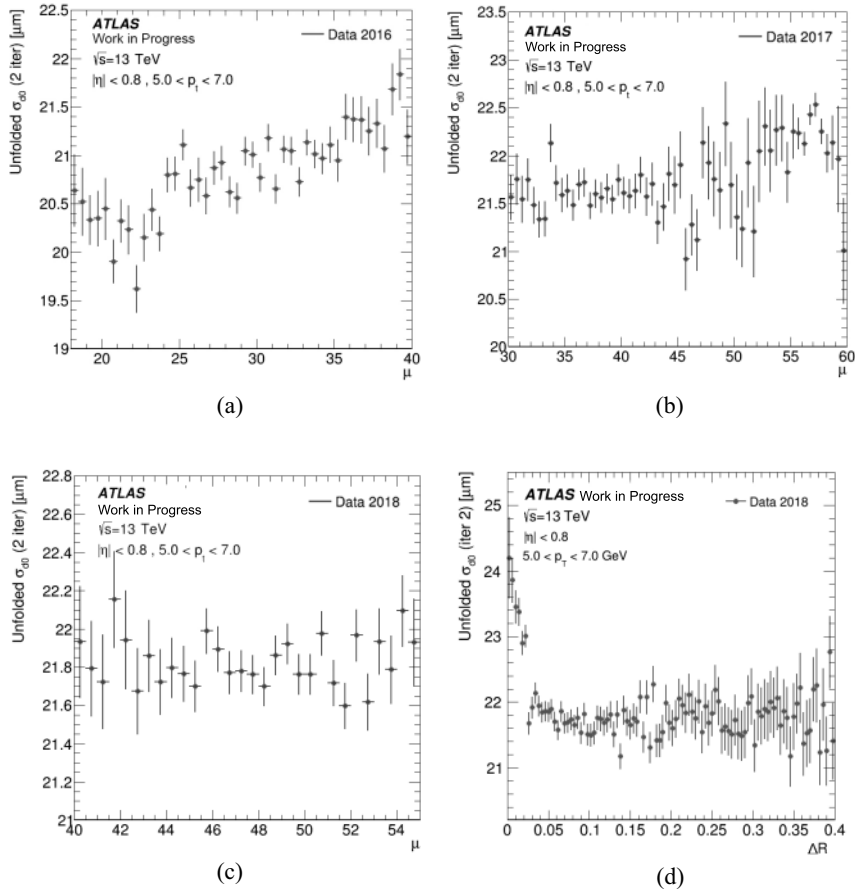 ATLAS
Work in Progress
√s=13 TeV
|η| < 0.8 , 5.0 < p_t < 7.0
Data 2016
Unfolded σ_d0 (2 iter) [μm]
22.5
22
21.5
21
20.5
20
19.5
19
20
25
30
35
40
μ
(a)
ATLAS
Work in Progress
√s=13 TeV
|η| < 0.8 , 5.0 < p_t < 7.0
Data 2017
Unfolded σ_d0 (2 iter) [μm]
23.5
23
22.5
22
21.5
21
20.5
20
30
35
40
45
50
55
60
μ
(b)
ATLAS
Work in Progress
√s=13 TeV
|η| < 0.8 , 5.0 < p_t < 7.0
Data 2018
Unfolded σ_d0 (2 iter) [μm]
22.8
22.6
22.4
22.2
22
21.8
21.6
21.4
21.2
21
40
42
44
46
48
50
52
54
μ
(c)
ATLAS Work in Progress
√s=13 TeV
|η| < 0.8
5.0 < p_T < 7.0 GeV
Data 2018
Unfolded σ_d0 (iter 2) [μm]
25
24
23
22
21
0
0.05
0.1
0.15
0.2
0.25
0.3
0.35
0.4
ΔR
(d)